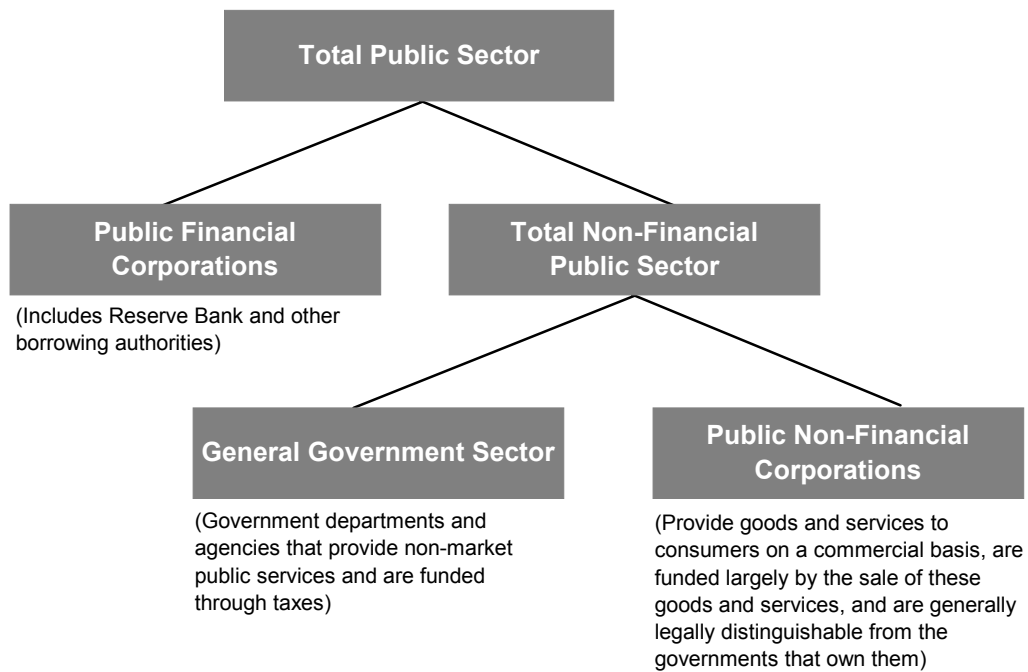 Total Public Sector
Public Financial
Corporations
Total Non-Financial
Public Sector
(Includes Reserve Bank and other
borrowing authorities)
General Government Sector
Public Non-Financial
Corporations
(Government departments and
agencies that provide non-market
public services and are funded
through taxes)
(Provide goods and services to
consumers on a commercial basis, are
funded largely by the sale of these
goods and services, and are generally
legally distinguishable from the
governments that own them)